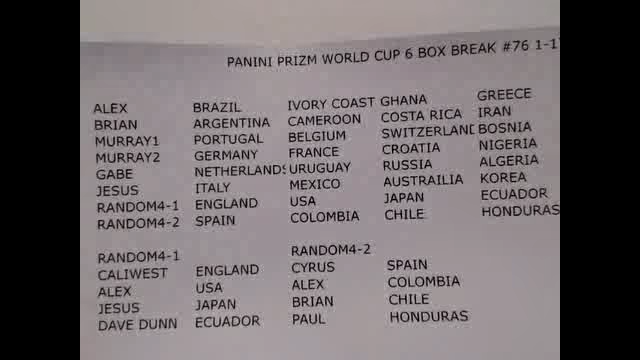 PANINI PRIZM WORLD CUP 6 BOX BREAK #76 1-1
ALEX BRAZIL IVORY COAST GHANA GREECE
BRIAN ARGENTINA CAMEROON COSTA RICA IRAN
MURRAY1 PORTUGAL BELGIUM SWITZERLAND BOSNIA
MURRAY2 GERMANY FRANCE CROATIA NIGERIA
GABE NETHERLANDS URUGUAY RUSSIA ALGERIA
JESUS ITALY MEXICO AUSTRAILIA KOREA
RANDOM4-1 ENGLAND USA JAPAN ECUADOR
RANDOM4-2 SPAIN COLOMBIA CHILE HONDURAS
RANDOM4-1 RANDOM4-2
CALIWEST ENGLAND CYRUS SPAIN
ALEX USA ALEX COLOMBIA
JESUS JAPAN BRIAN CHILE
DAVE DUNN ECUADOR PAUL HONDURAS